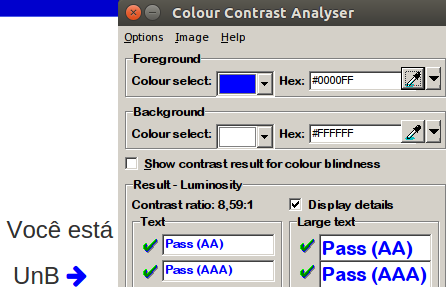 Colour Contrast Analyser
Options Image Help
Foreground
Colour select: Hex: #0000FF
Background
Colour select: Hex: #FFFFFF
Show contrast result for colour blindness
Result - Luminosity
Contrast ratio: 8,59:1 Display details
Text Large text
Pass (AA) Pass (AA)
Pass (AAA) Pass (AAA)
Você está
UnB